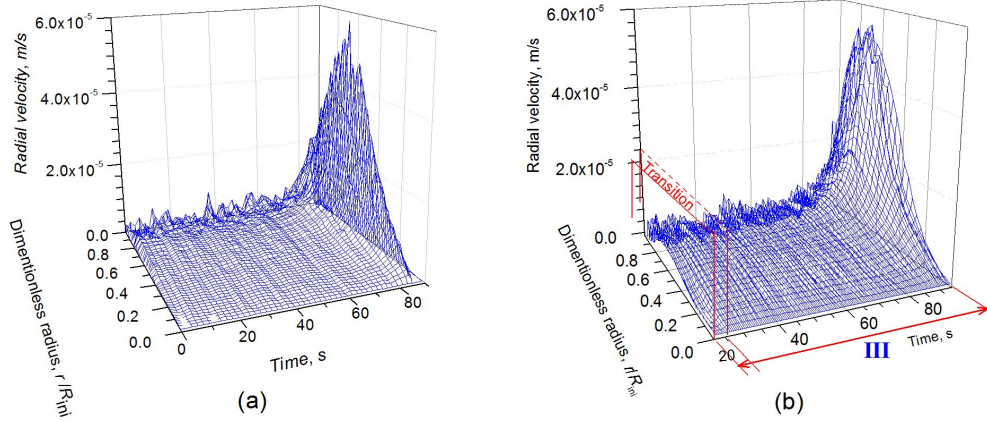 6.0x10-5
4.0x10-5
2.0x10-5
0.0
Radial velocity, m/s
0.8
0.6
0.4
0.2
0.0
Dimentionless radius, r /Rini
0
20
40
60
80
Time, s
(a)
6.0x10-5
4.0x10-5
2.0x10-5
0.0
Radial velocity, m/s
Transition
0.8
0.6
0.4
0.2
0.0
Dimentionless radius, r/Rini
20
40
60
80
Time, s
III
(b)